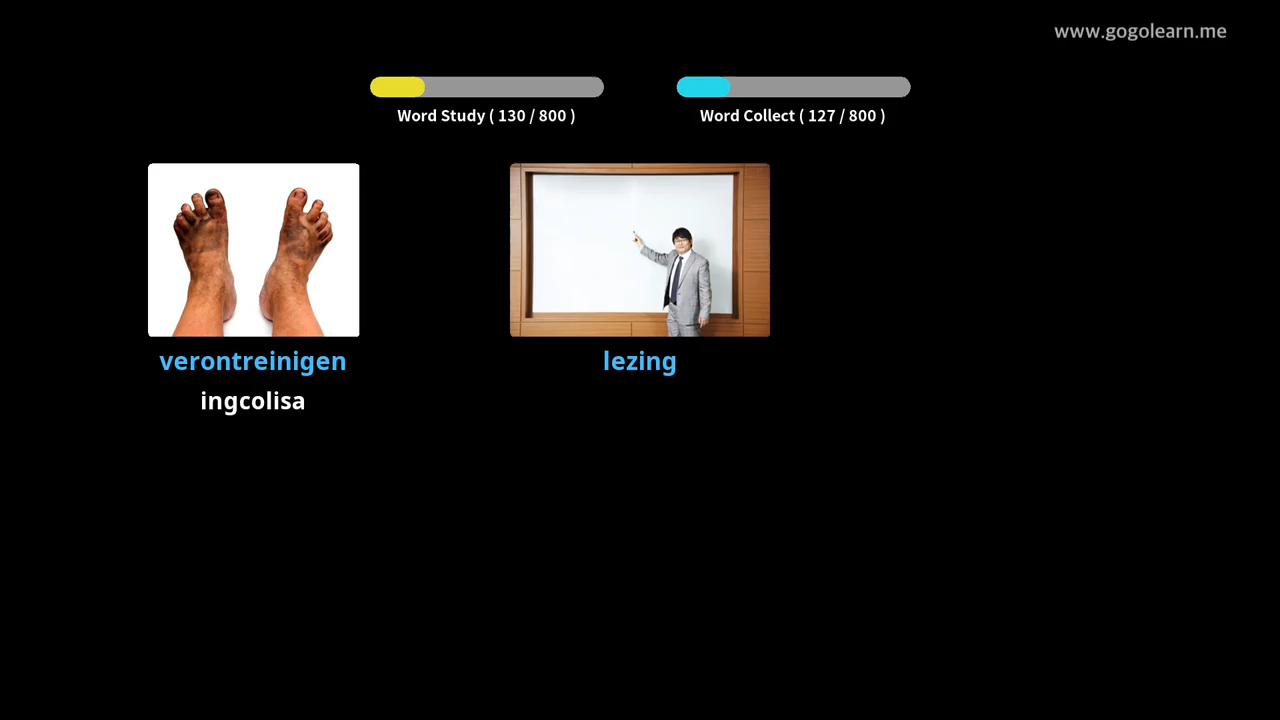 www.gogolearn.me
Word Study ( 130 / 800 )
Word Collect ( 127 / 800 )
verontreinigen
ingcolisa
lezing